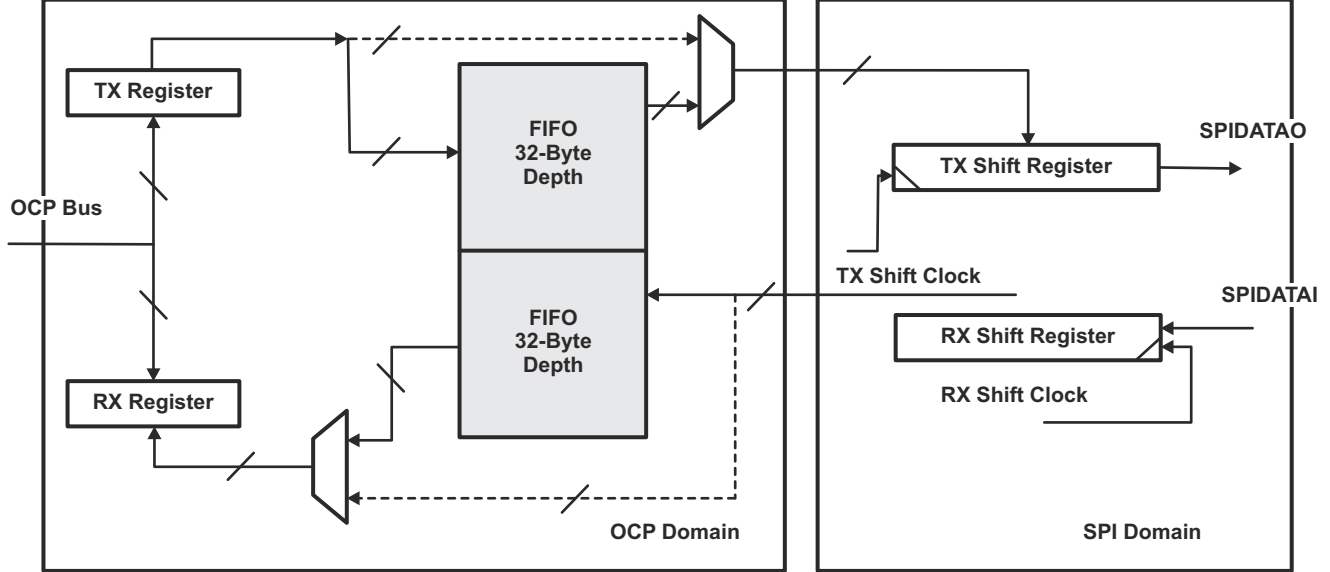 TX Register
FIFO
32-Byte
Depth
SPIDATAO
TX Shift Register
OCP Bus
TX Shift Clock
SPIDATAI
FIFO
32-Byte
Depth
RX Shift Register
RX Register
RX Shift Clock
OCP Domain
SPI Domain